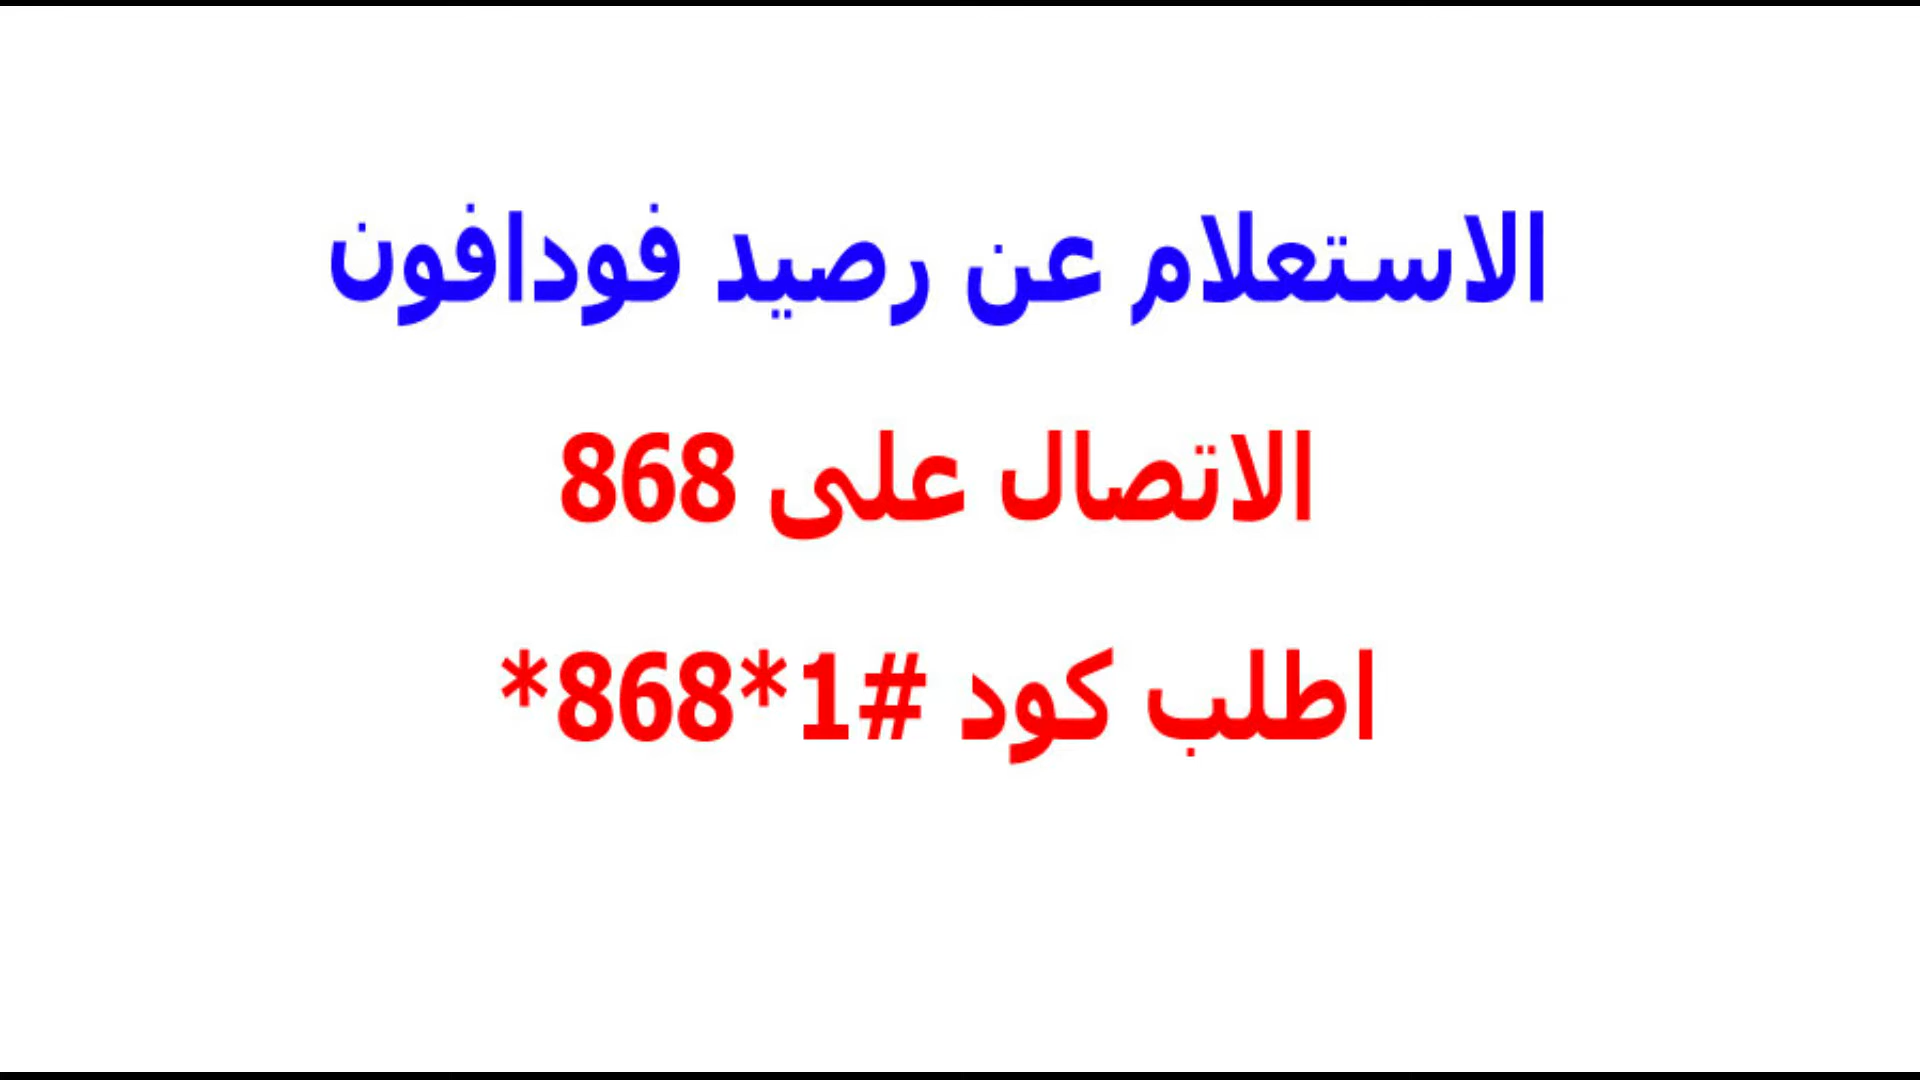 الاستعلام عن رصيد فودافون
الاتصال على 868
اطلب كود *868*1#